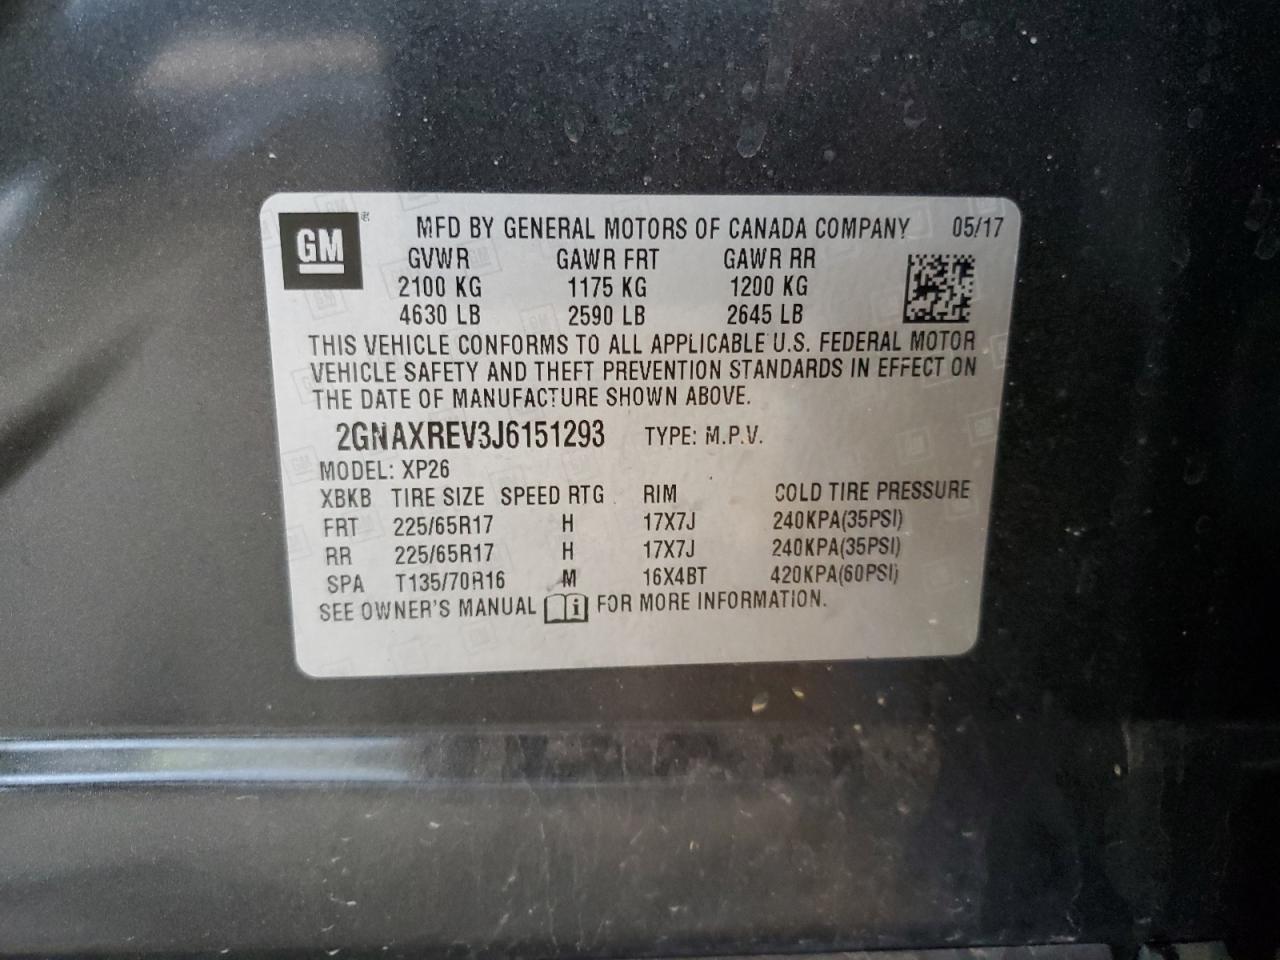 GM ® MFD BY GENERAL MOTORS OF CANADA COMPANY 05/17
GVWR GAWR FRT GAWR RR
2100 KG 1175 KG 1200 KG
4630 LB 2590 LB 2645 LB
THIS VEHICLE CONFORMS TO ALL APPLICABLE U.S. FEDERAL MOTOR
VEHICLE SAFETY AND THEFT PREVENTION STANDARDS IN EFFECT ON
THE DATE OF MANUFACTURE SHOWN ABOVE.
2GNAXREV3J6151293 TYPE: M.P.V.
MODEL: XP26
XBKB TIRE SIZE SPEED RTG RIM COLD TIRE PRESSURE
FRT 225/65R17 H 17X7J 240KPA(35PSI)
RR 225/65R17 H 17X7J 240KPA(35PSI)
SPA T135/70R16 M 16X4BT 420KPA(60PSI)
SEE OWNER'S MANUAL i FOR MORE INFORMATION.